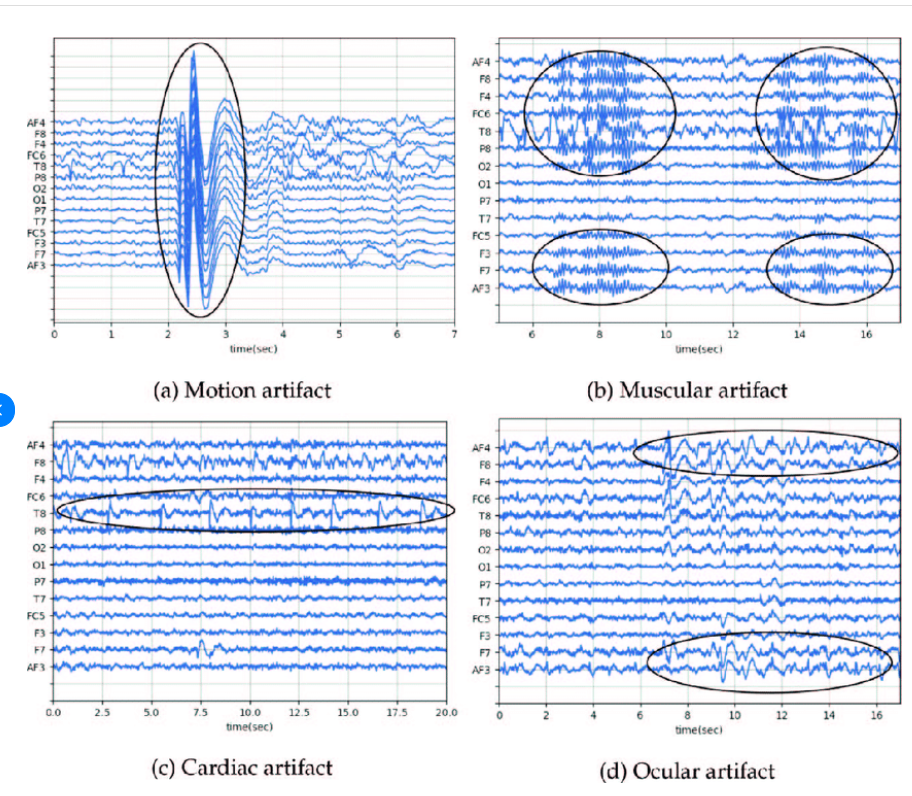 AF4
F8
F4
FC6
T8
P8
O2
O1
P7
T7
FC5
F3
F7
AF3
0 1 2 3 4 5 6 7
time(sec)
(a) Motion artifact
AF4
F8
F4
FC6
T8
P8
O2
O1
P7
T7
FC5
F3
F7
AF3
6 8 10 12 14 16
time(sec)
(b) Muscular artifact
AF4
F8
F4
FC6
T8
P8
O2
O1
P7
T7
FC5
F3
F7
AF3
0.0 2.5 5.0 7.5 10.0 12.5 15.0 17.5 20.0
time(sec)
(c) Cardiac artifact
AF4
F8
F4
FC6
T8
P8
O2
O1
P7
T7
FC5
F3
F7
AF3
0 2 4 6 8 10 12 14 16
time(sec)
(d) Ocular artifact